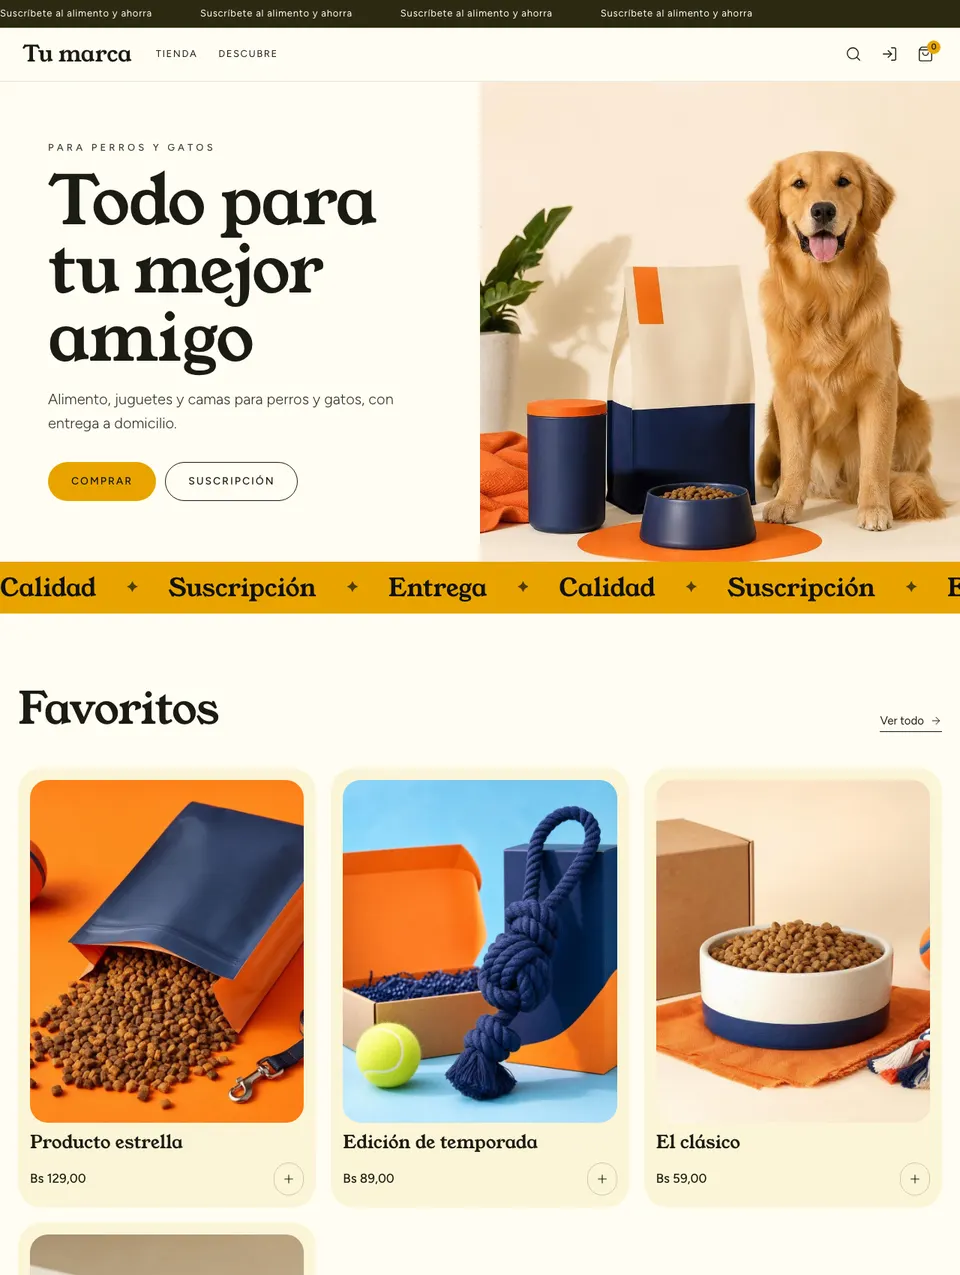 Suscríbete al alimento y ahorra Suscríbete al alimento y ahorra Suscríbete al alimento y ahorra Suscríbete al alimento y ahorra
Tu marca TIENDA DESCUBRE 0
PARA PERROS Y GATOS
Todo para
tu mejor
amigo
Alimento, juguetes y camas para perros y gatos, con
entrega a domicilio.
COMPRAR SUSCRIPCIÓN
Calidad ✦ Suscripción ✦ Entrega ✦ Calidad ✦ Suscripción ✦ E
Favoritos
Ver todo →
Producto estrella
Bs 129,00 +
Edición de temporada
Bs 89,00 +
El clásico
Bs 59,00 +